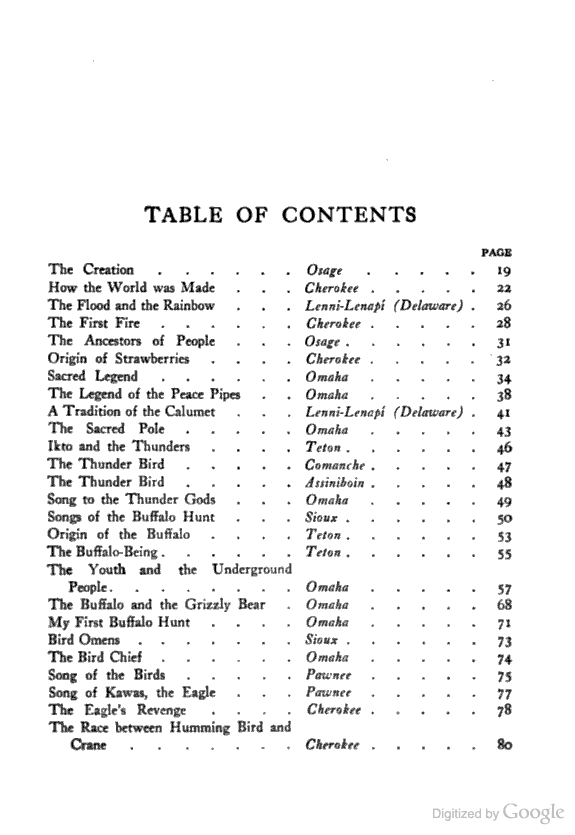 TABLE OF CONTENTS
PAGE
The Creation . . . . . . Osage . . . . . 19
How the World was Made . . . Cherokee . . . . . 22
The Flood and the Rainbow . . . Lenni-Lenapí (Delaware) . 26
The First Fire . . . . . . Cherokee . . . . . 28
The Ancestors of People . . . Osage . . . . . . 31
Origin of Strawberries . . . . Cherokee . . . . . 32
Sacred Legend . . . . . . Omaha . . . . . 34
The Legend of the Peace Pipes . . Omaha . . . . . 38
A Tradition of the Calumet . . . Lenni-Lenapí (Delaware) . 41
The Sacred Pole . . . . . Omaha . . . . . 43
Ikto and the Thunders . . . . Teton . . . . . . 46
The Thunder Bird . . . . . Comanche . . . . . 47
The Thunder Bird . . . . . Assiniboin . . . . . 48
Song to the Thunder Gods . . . Omaha . . . . . 49
Songs of the Buffalo Hunt . . . Sioux . . . . . . 50
Origin of the Buffalo . . . . Teton . . . . . . 53
The Buffalo-Being . . . . . . Teton . . . . . . 55
The Youth and the Underground
People . . . . . . . . Omaha . . . . . 57
The Buffalo and the Grizzly Bear . Omaha . . . . . 68
My First Buffalo Hunt . . . . Omaha . . . . . 71
Bird Omens . . . . . . . Sioux . . . . . . 73
The Bird Chief . . . . . . Omaha . . . . . 74
Song of the Birds . . . . . Pawnee . . . . . 75
Song of Kawas, the Eagle . . . Pawnee . . . . . 77
The Eagle's Revenge . . . . Cherokee . . . . . 78
The Race between Humming Bird and
Crane . . . . . . . Cherokee . . . . . 80
Digitized by Google